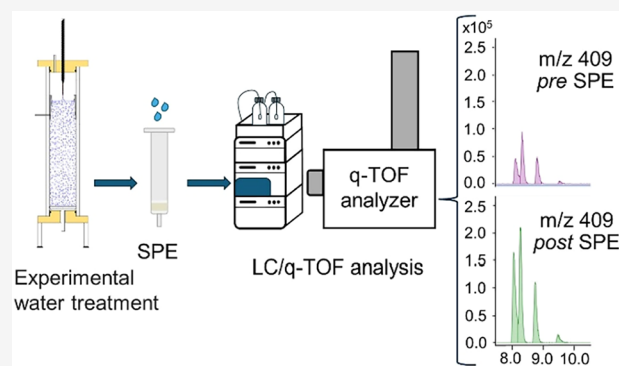 Experimental
water treatment
SPE
LC/q-TOF analysis
q-TOF
analyzer
x10⁵
2.5
2.0
1.5
1.0
0.5
0.0
m/z 409
pre SPE
2.5
2.0
1.5
1.0
0.5
0.0
m/z 409
post SPE
8.0 9.0 10.0